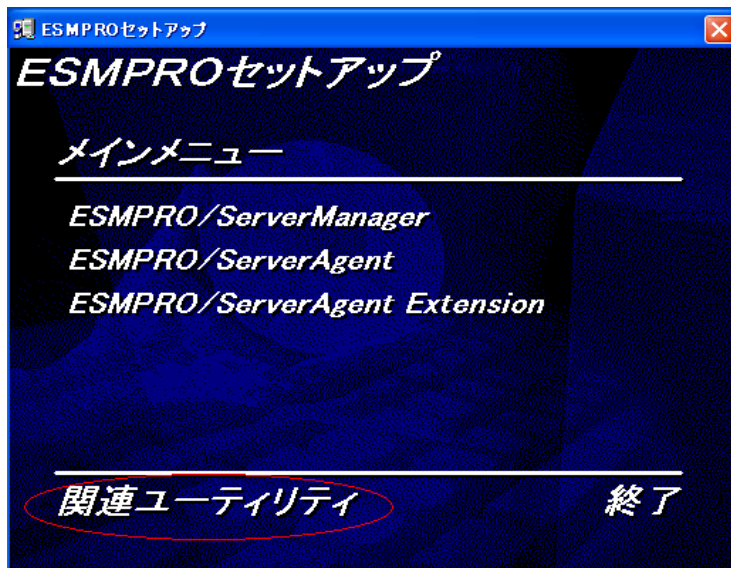 ESMPROセットアップ
ESMPROセットアップ
メインメニュー
ESMPRO/ServerManager
ESMPRO/ServerAgent
ESMPRO/ServerAgent Extension
関連ユーティリティ
終了